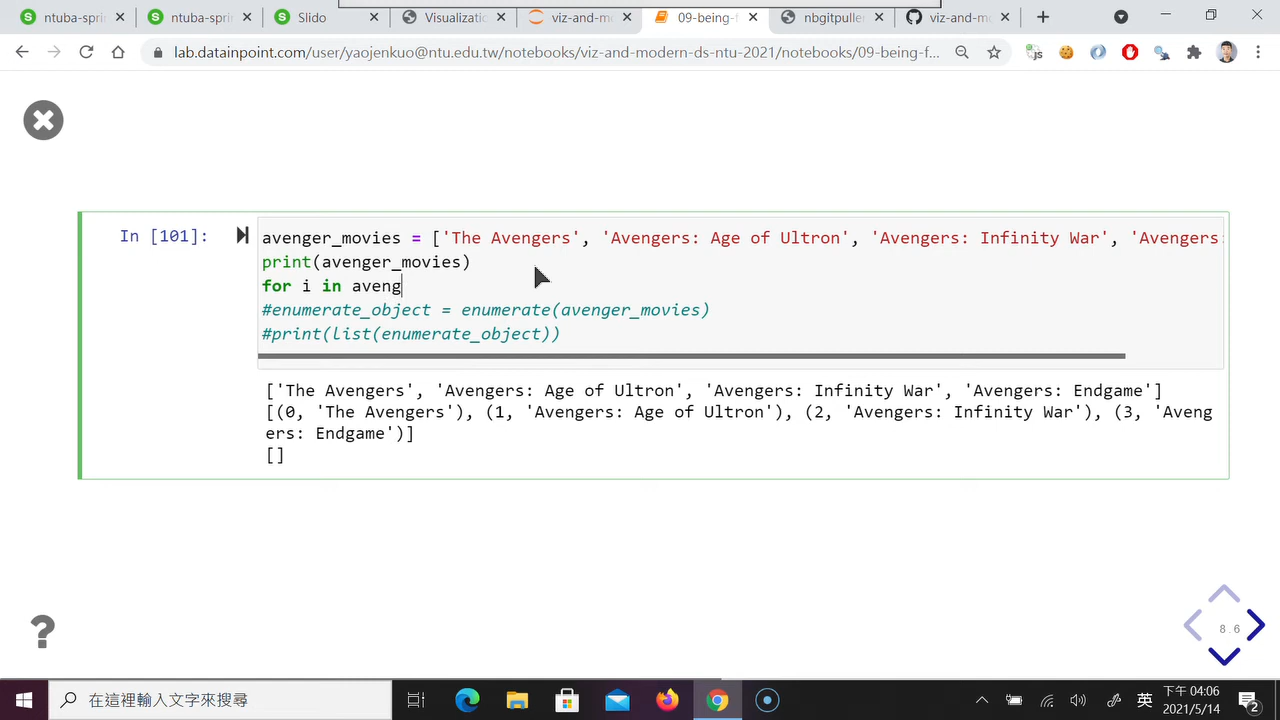 ntuba-spri
ntuba-spri
Slido
Visualizatio
viz-and-mo
09-being-f
nbgitpuller
viz-and-mo
lab.datainpoint.com/user/yaojenkuo@ntu.edu.tw/notebooks/viz-and-modern-ds-ntu-2021/notebooks/09-being-f...
In [101]:
avenger_movies = ['The Avengers', 'Avengers: Age of Ultron', 'Avengers: Infinity War', 'Avengers:
print(avenger_movies)
for i in aveng
#enumerate_object = enumerate(avenger_movies)
#print(list(enumerate_object))
['The Avengers', 'Avengers: Age of Ultron', 'Avengers: Infinity War', 'Avengers: Endgame']
[(0, 'The Avengers'), (1, 'Avengers: Age of Ultron'), (2, 'Avengers: Infinity War'), (3, 'Aveng
ers: Endgame')]
[]
8.6
在這裡輸入文字來搜尋
英
下午 04:06
2021/5/14
2